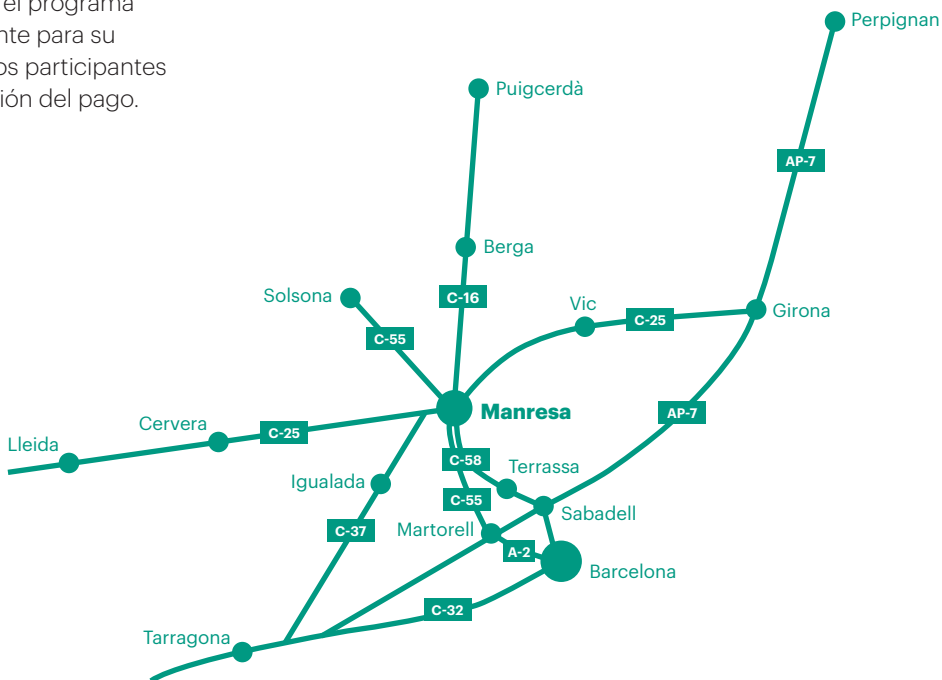 el programa
nte para su
os participantes
ión del pago.
Perpignan
Puigcerdà
AP-7
Berga
Solsona
C-16
Vic
C-25
Girona
C-55
Manresa
AP-7
Cervera
C-25
Lleida
C-58
Terrassa
Igualada
C-55
Sabadell
Martorell
C-37
A-2
Barcelona
C-32
Tarragona